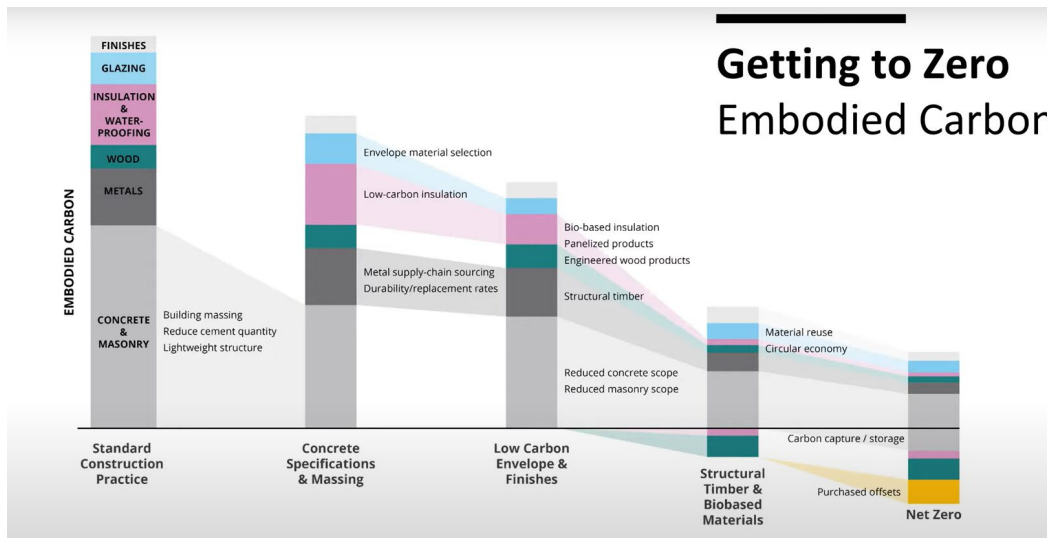 Getting to Zero
Embodied Carbon
EMBODIED CARBON
FINISHES
GLAZING
INSULATION
&
WATER-
PROOFING
WOOD
METALS
CONCRETE
&
MASONRY
Building massing
Reduce cement quantity
Lightweight structure
Envelope material selection
Low-carbon insulation
Metal supply-chain sourcing
Durability/replacement rates
Bio-based insulation
Panelized products
Engineered wood products
Structural timber
Reduced concrete scope
Reduced masonry scope
Material reuse
Circular economy
Carbon capture / storage
Purchased offsets
Standard
Construction
Practice
Concrete
Specifications
& Massing
Low Carbon
Envelope &
Finishes
Structural
Timber &
Biobased
Materials
Net Zero